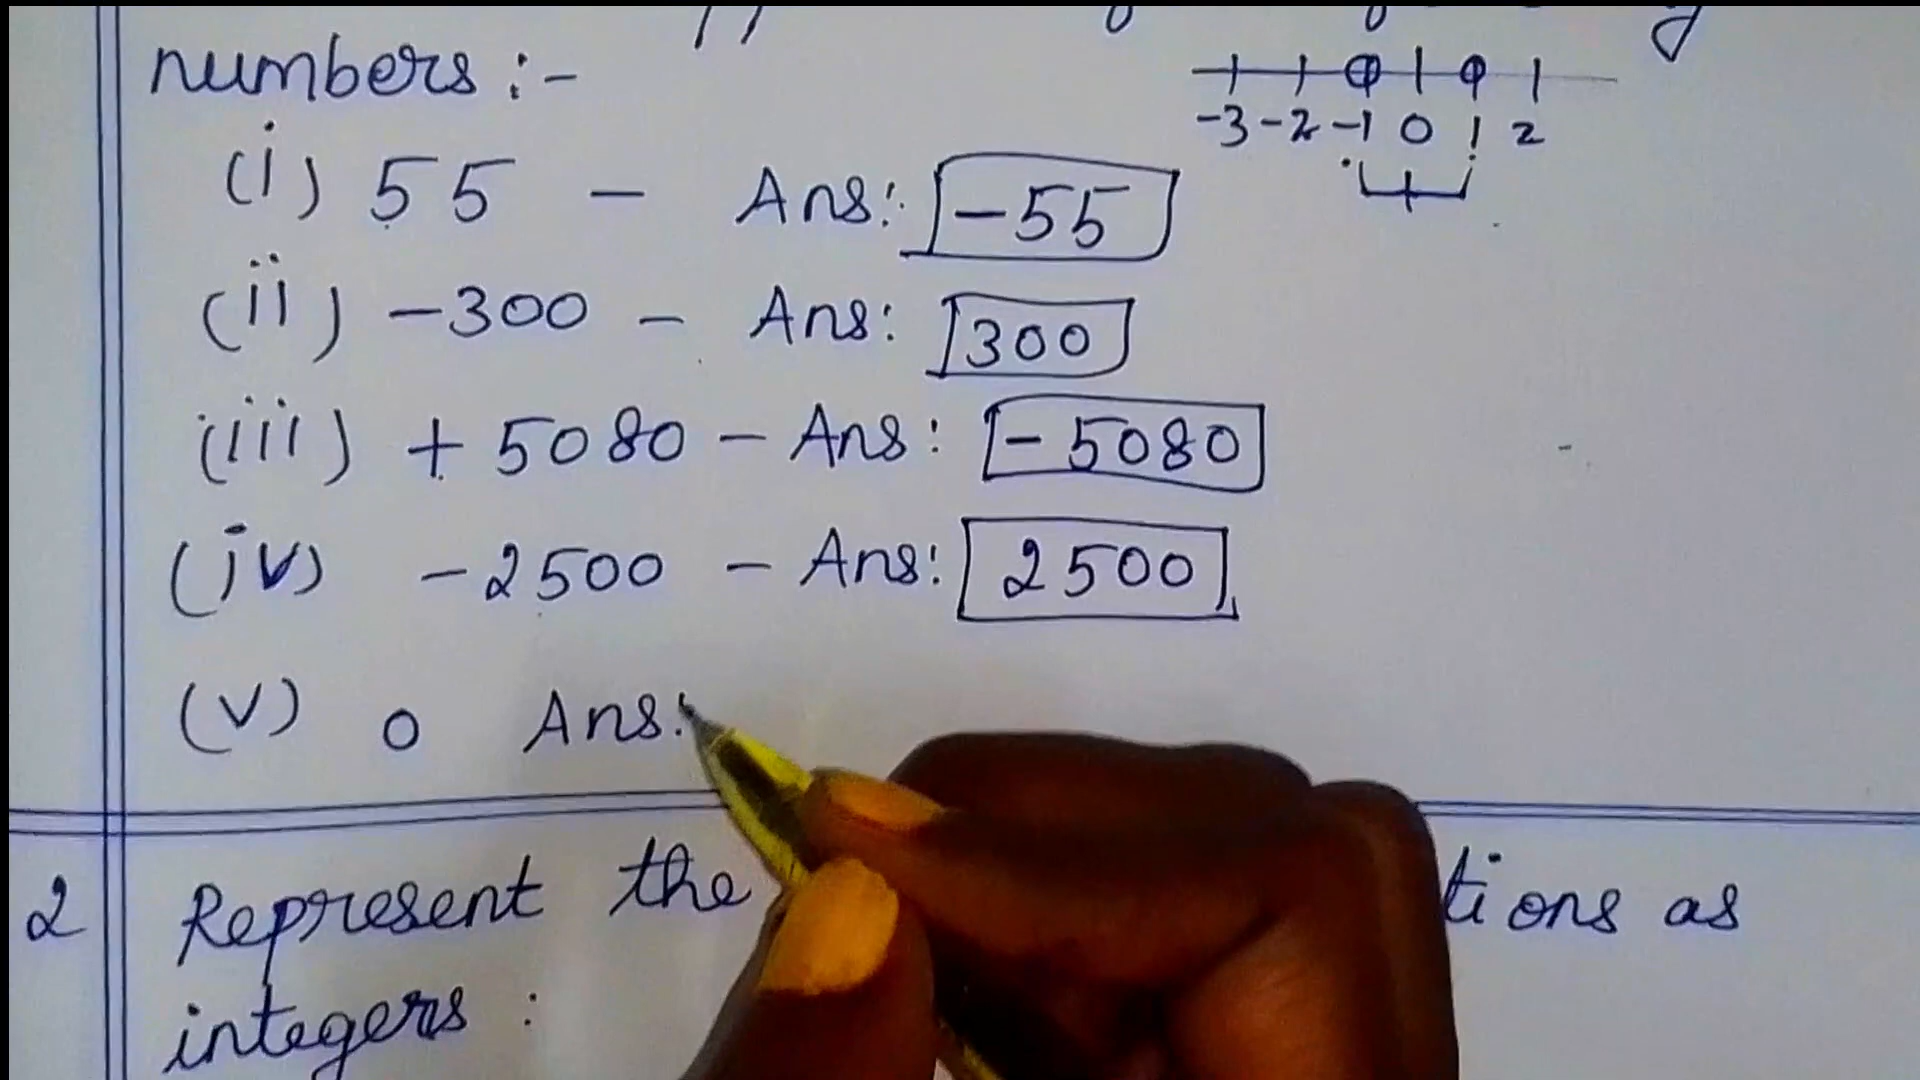 numbers:-
-3 -2 -1 0 1 2
(i) 55 - Ans: -55
(ii) -300 - Ans: 300
(iii) +5080 - Ans: -5080
(iv) -2500 - Ans: 2500
(v) 0 Ans:
2 Represent the tions as
integers :